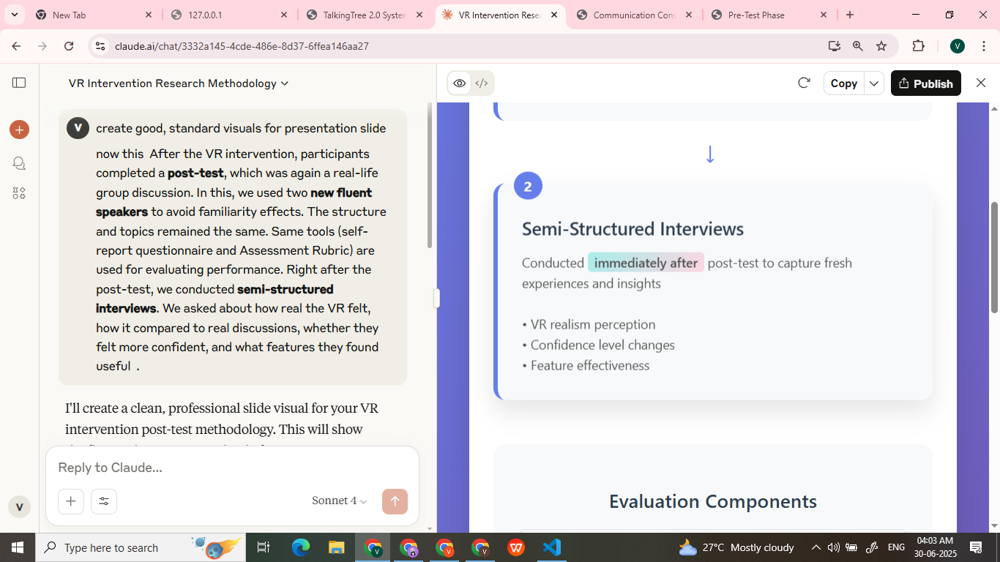 New Tab
127.0.0.1
TalkingTree 2.0 System
VR Intervention Rese
Communication Cons
Pre-Test Phase
claude.ai/chat/3332a145-4cde-486e-8d37-6ffea146aa27
V
VR Intervention Research Methodology
Copy
Publish
V
create good, standard visuals for presentation slide
now this After the VR intervention, participants
completed a post-test, which was again a real-life
group discussion. In this, we used two new fluent
speakers to avoid familiarity effects. The structure
and topics remained the same. Same tools (self-
report questionnaire and Assessment Rubric) are
used for evaluating performance. Right after the
post-test, we conducted semi-structured
interviews. We asked about how real the VR felt,
how it compared to real discussions, whether they
felt more confident, and what features they found
useful .
I'll create a clean, professional slide visual for your VR
intervention post-test methodology. This will show
Reply to Claude...
Sonnet 4
V
↓
2
Semi-Structured Interviews
Conducted immediately after post-test to capture fresh
experiences and insights
• VR realism perception
• Confidence level changes
• Feature effectiveness
Evaluation Components
Type here to search
27°C Mostly cloudy
ENG
04:03 AM
30-06-2025